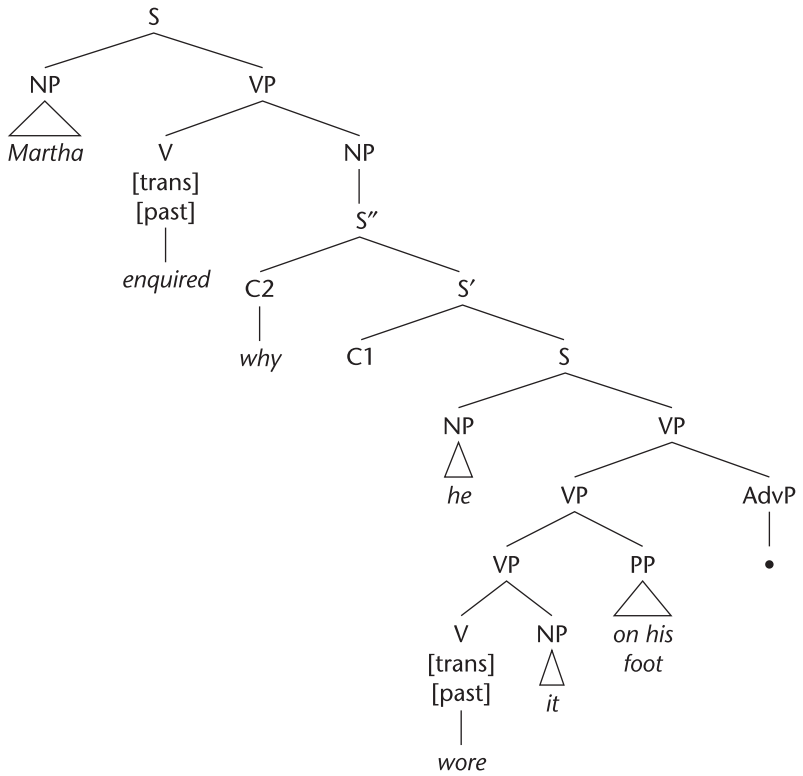 S
NP VP
Martha V NP
[trans]
[past] S″
enquired C2 S′
why C1 S
NP VP
he VP AdvP
VP PP •
V NP on his
[trans] foot
[past] it
wore